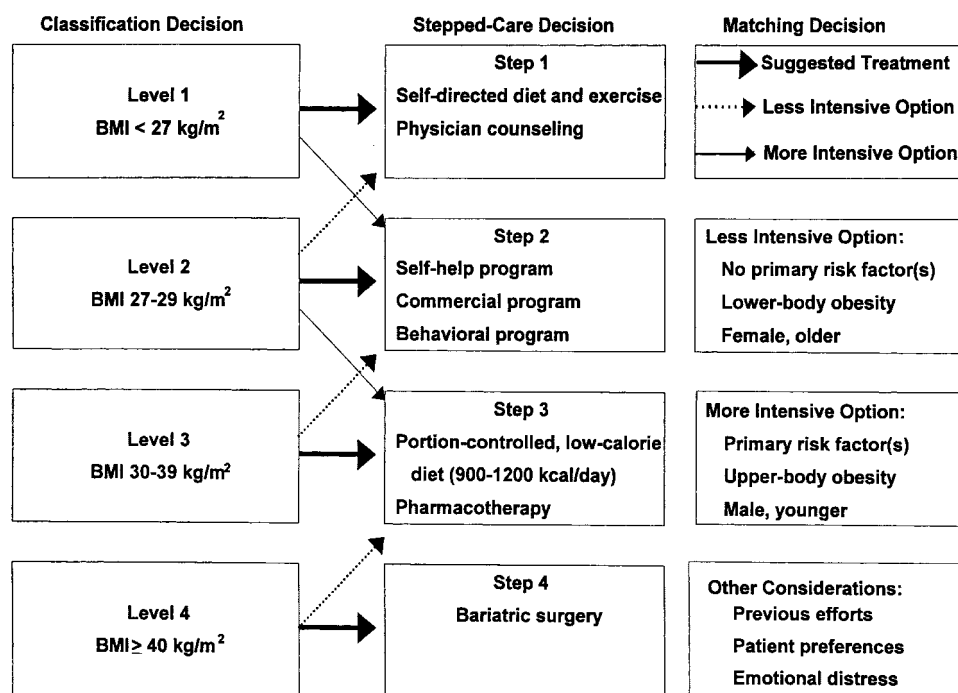 Classification Decision
Stepped-Care Decision
Matching Decision
Level 1
BMI < 27 kg/m²
Step 1
Self-directed diet and exercise
Physician counseling
Suggested Treatment
Less Intensive Option
More Intensive Option
Level 2
BMI 27-29 kg/m²
Step 2
Self-help program
Commercial program
Behavioral program
Less Intensive Option:
No primary risk factor(s)
Lower-body obesity
Female, older
Level 3
BMI 30-39 kg/m²
Step 3
Portion-controlled, low-calorie
diet (900-1200 kcal/day)
Pharmacotherapy
More Intensive Option:
Primary risk factor(s)
Upper-body obesity
Male, younger
Level 4
BMI ≥ 40 kg/m²
Step 4
Bariatric surgery
Other Considerations:
Previous efforts
Patient preferences
Emotional distress